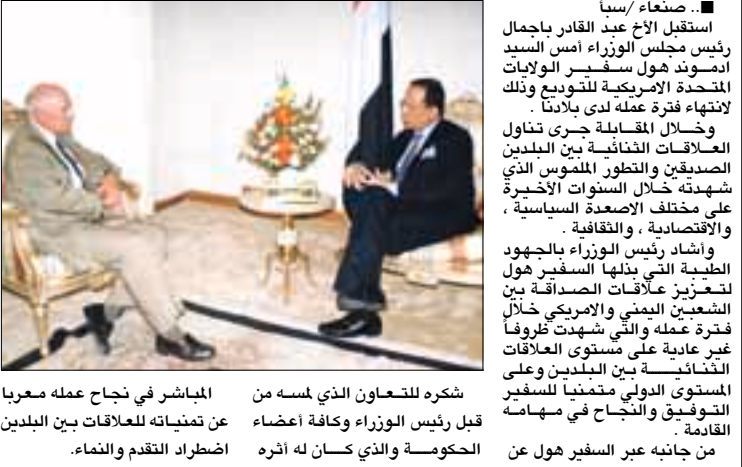 ■.. صنعاء /سبأ
استقبل الأخ عبد القادر باجمال
رئيس مجلس الوزراء أمس السيد
ادموند هول سفير الولايات
المتحدة الامريكية للتوديع وذلك
لانتهاء فترة عمله لدى بلادنا .
وخلال المقابلة جرى تناول
العلاقات الثنائية بين البلدين
الصديقين والتطور الملموس الذي
شهدته خلال السنوات الأخيرة
على مختلف الاصعدة السياسية ،
والاقتصادية ، والثقافية .
وأشاد رئيس الوزراء بالجهود
الطيبة التي بذلها السفير هول
لتعزيز علاقات الصداقة بين
الشعبين اليمني والامريكي خلال
فترة عمله والتي شهدت ظروفاً
غير عادية على مستوى العلاقات
الثنائية بين البلدين وعلى
المستوى الدولي متمنيا للسفير
التوفيق والنجاح في مهامه
القادمة .
من جانبه عبر السفير هول عن
شكره للتعاون الذي لمسه من
قبل رئيس الوزراء وكافة أعضاء
الحكومة والذي كان له أثره
المباشر في نجاح عمله معربا
عن تمنياته للعلاقات بين البلدين
اضطراد التقدم والنماء.